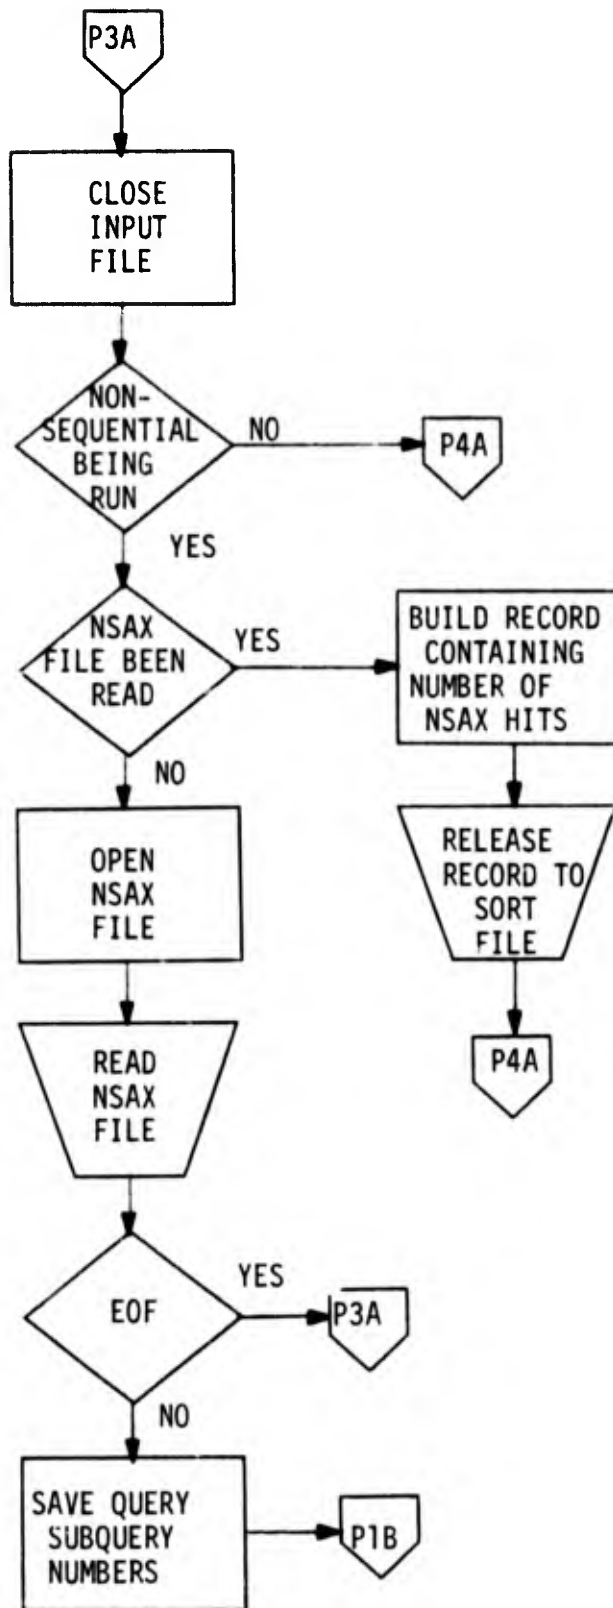 P3A
CLOSE
INPUT
FILE
NON-
SEQUENTIAL
BEING
RUN
NO
P4A
YES
NSAX
FILE BEEN
READ
YES
BUILD RECORD
CONTAINING
NUMBER OF
NSAX HITS
NO
OPEN
NSAX
FILE
RELEASE
RECORD TO
SORT
FILE
READ
NSAX
FILE
P4A
EOF
YES
P3A
NO
SAVE QUERY
SUBQUERY
NUMBERS
P1B